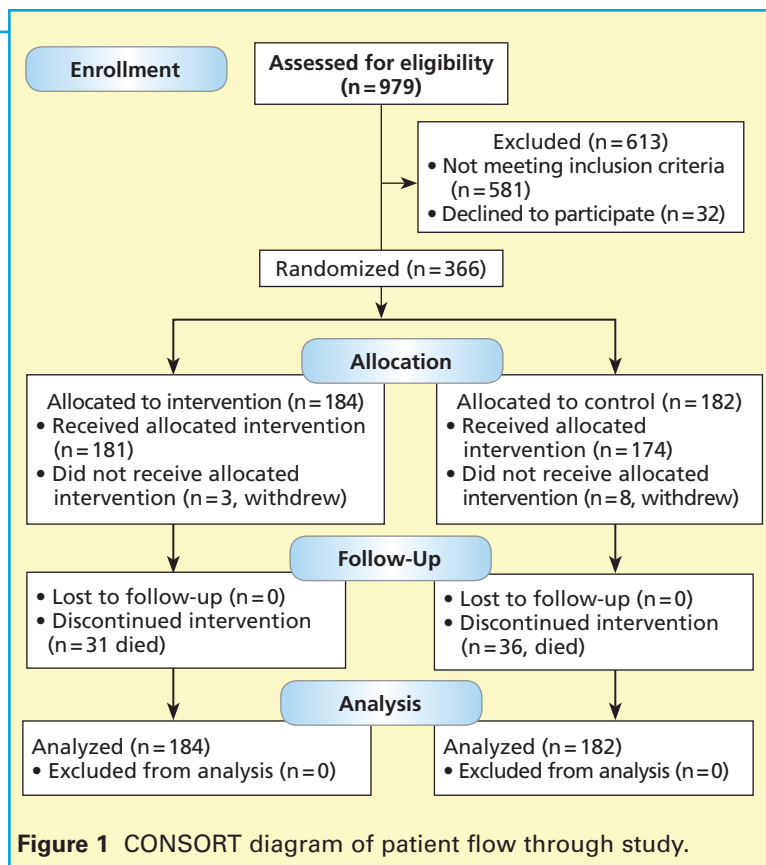 Enrollment
Assessed for eligibility
(n=979)
Excluded (n=613)
• Not meeting inclusion criteria
(n=581)
• Declined to participate (n=32)
Randomized (n=366)
Allocation
Allocated to intervention (n=184)
• Received allocated intervention
(n=181)
• Did not receive allocated
intervention (n=3, withdrew)
Allocated to control (n=182)
• Received allocated
intervention (n=174)
• Did not receive allocated
intervention (n=8, withdrew)
Follow-Up
• Lost to follow-up (n=0)
• Discontinued intervention
(n=31 died)
• Lost to follow-up (n=0)
• Discontinued intervention
(n=36, died)
Analysis
Analyzed (n=184)
• Excluded from analysis (n=0)
Analyzed (n=182)
• Excluded from analysis (n=0)
Figure 1 CONSORT diagram of patient flow through study.